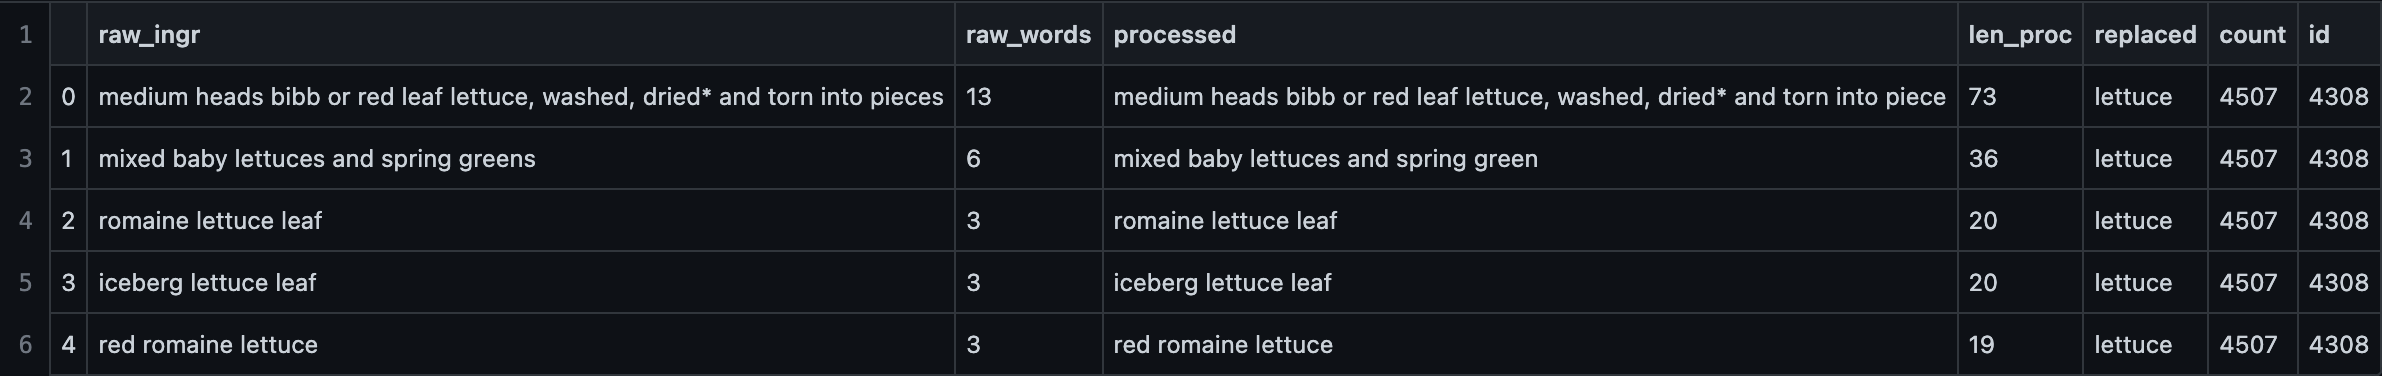 1 raw_ingr raw_words processed len_proc replaced count id
2 0 medium heads bibb or red leaf lettuce, washed, dried* and torn into pieces 13 medium heads bibb or red leaf lettuce, washed, dried* and torn into piece 73 lettuce 4507 4308
3 1 mixed baby lettuces and spring greens 6 mixed baby lettuces and spring green 36 lettuce 4507 4308
4 2 romaine lettuce leaf 3 romaine lettuce leaf 20 lettuce 4507 4308
5 3 iceberg lettuce leaf 3 iceberg lettuce leaf 20 lettuce 4507 4308
6 4 red romaine lettuce 3 red romaine lettuce 19 lettuce 4507 4308